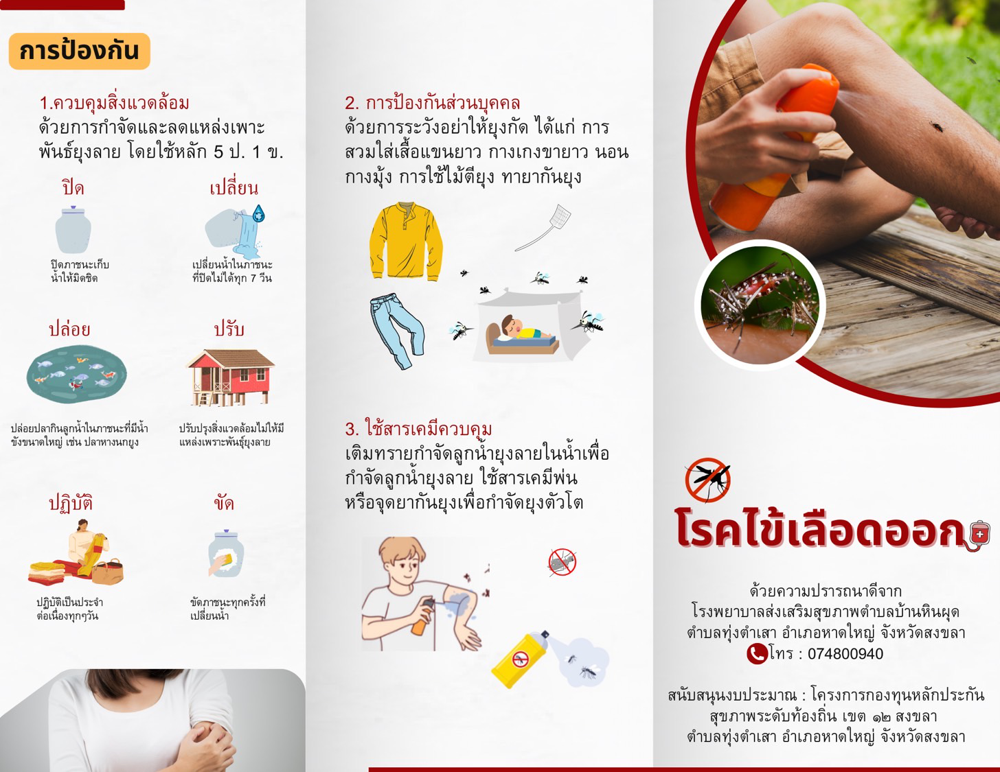 การป้องกัน
1.ควบคุมสิ่งแวดล้อม
ด้วยการกำจัดและลดแหล่งเพาะ
พันธ์ยุงลาย โดยใช้หลัก 5 ป. 1 ข.
ปิด
ปิดภาชนะเก็บ
น้ำให้มิดชิด
เปลี่ยน
เปลี่ยนน้ำในภาชนะ
ที่ปิดไม่ได้ทุก 7 วีน
ปล่อย
ปล่อยปลากินลูกน้ำในภาชนะที่มีน้ำ
ขังขนาดใหญ่ เช่น ปลาหางนกยูง
ปรับ
ปรับปรุงสิ่งแวดล้อมไม่ให้มี
แหล่งเพราะพันธุ์ยุงลาย
ปฏิบัติ
ปฏิบัติเป็นประจำ
ต่อเนื่องทุกๆวัน
ขัด
ขัดภาชนะทุกครั้งที่
เปลี่ยนน้ำ
2. การป้องกันส่วนบุคคล
ด้วยการระวังอย่าให้ยุงกัด ได้แก่ การ
สวมใส่เสื้อแขนยาว กางเกงขายาว นอน
กางมุ้ง การใช้ไม้ตียุง ทายากันยุง
3. ใช้สารเคมีควบคุม
เติมทรายกำจัดลูกน้ำยุงลายในน้ำเพื่อ
กำจัดลูกน้ำยุงลาย ใช้สารเคมีพ่น
หรือจุดยากันยุงเพื่อกำจัดยุงตัวโต
โรคไข้เลือดออก
ด้วยความปรารถนาดีจาก
โรงพยาบาลส่งเสริมสุขภาพตำบลบ้านหินผุด
ตำบลทุ่งตำเสา อำเภอหาดใหญ่ จังหวัดสงขลา
โทร : 074800940
สนับสนุนงบประมาณ : โครงการกองทุนหลักประกัน
สุขภาพระดับท้องถิ่น เขต ๑๒ สงขลา
ตำบลทุ่งตำเสา อำเภอหาดใหญ่ จังหวัดสงขลา